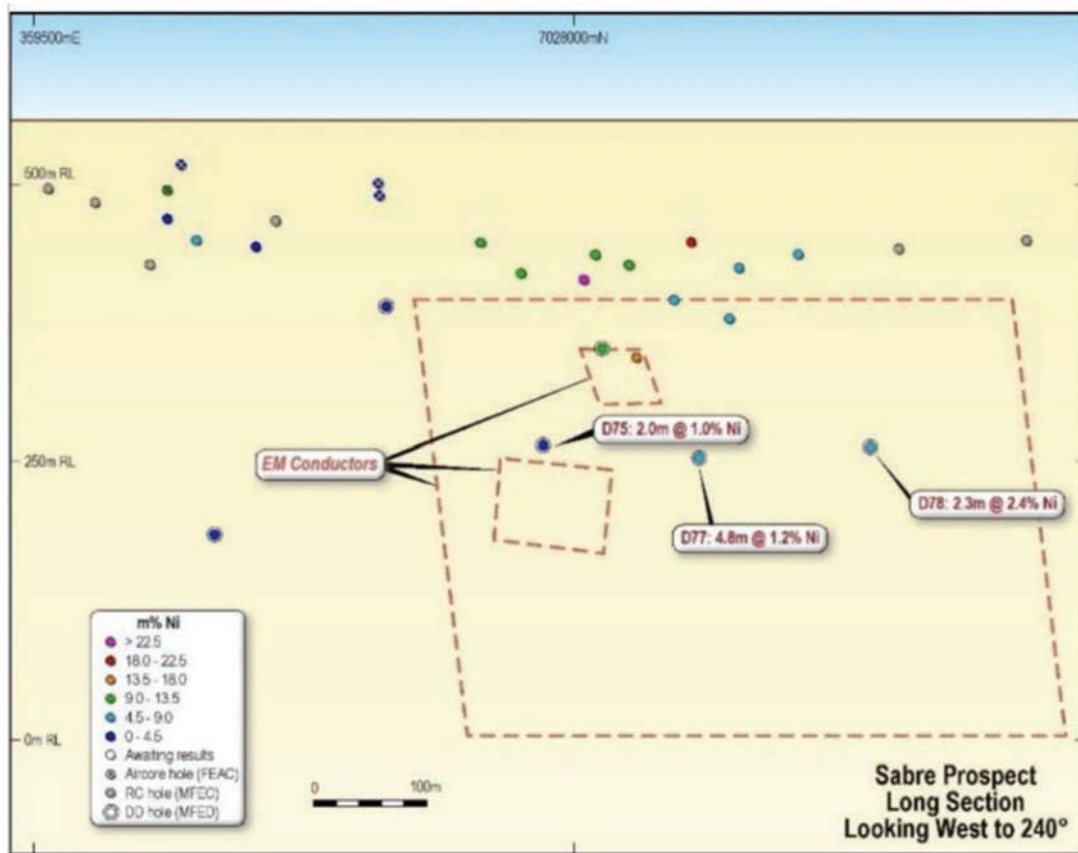 359500mE
7028000mN
500m RL
D75: 2.0m @ 1.0% Ni
EM Conductors
250m RL
D78: 2.3m @ 2.4% Ni
D77: 4.8m @ 1.2% Ni
m% Ni
> 22.5
18.0 - 22.5
13.5 - 18.0
9.0 - 13.5
4.5 - 9.0
0 - 4.5
Awating results
Aircore hole (FEAC)
RC hole (MFEC)
DD hole (MFED)
0m RL
0
100m
Sabre Prospect
Long Section
Looking West to 240°